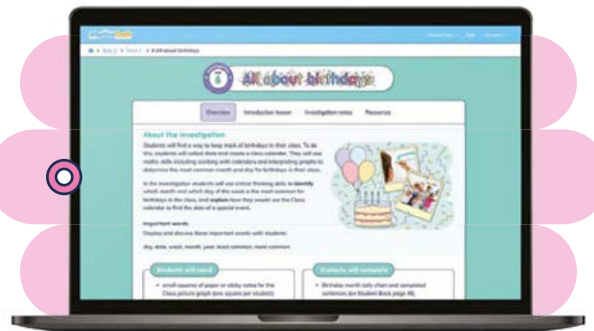 All about birthdays
All about birthdays
Overview Introduction lesson Investigation notes Resources
About the investigation
Students will find a way to keep track of birthdays in their class. To do
this, students will collect data and create a class calendar. They will use
maths skills including working with calendars and interpreting graphs to
determine the most common month and day for birthdays in their class.
In the investigation students will use critical thinking skills to identify
which month and which day of the week is the most common for
birthdays in the class, and explain how they would use the Class
calendar to find the date of a special event.
Important words
Display and discuss these important words with students:
day, date, week, month, year, least common, most common
Students will need
• small squares of paper or sticky notes for the
Class picture graph (one square per student)
Students will complete
• Birthday month tally chart and completed
sentences (on Student Book page